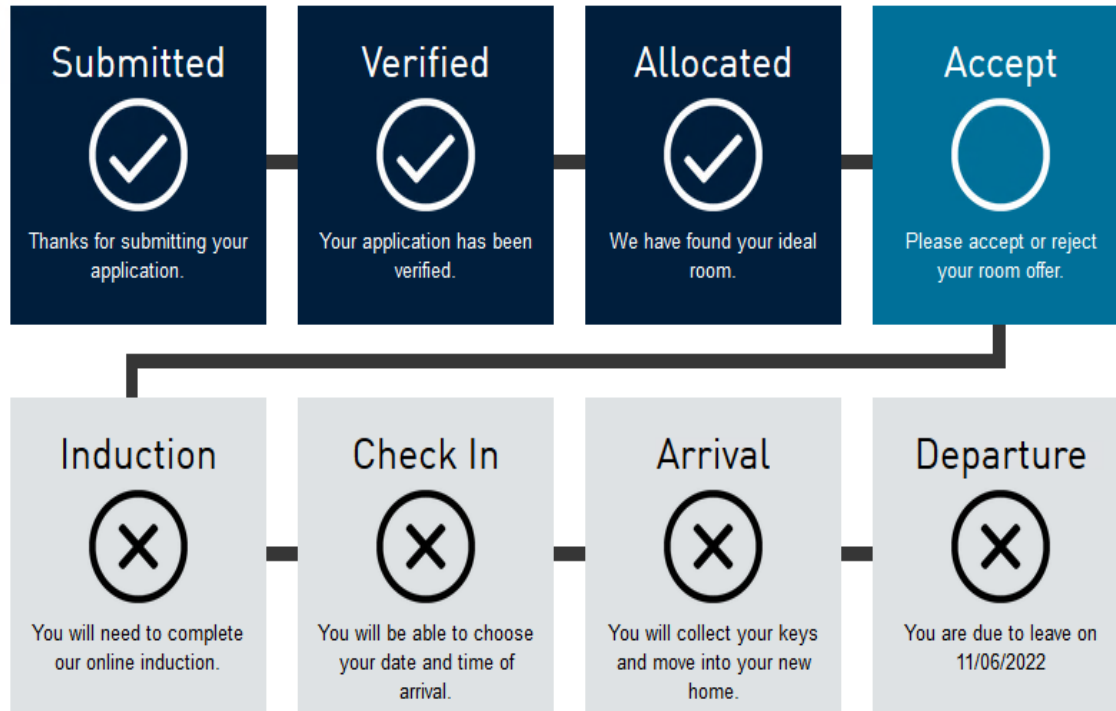 Submitted
Thanks for submitting your
application.
Verified
Your application has been
verified.
Allocated
We have found your ideal
room.
Accept
Please accept or reject
your room offer.
Induction
You will need to complete
our online induction.
Check In
You will be able to choose
your date and time of
arrival.
Arrival
You will collect your keys
and move into your new
home.
Departure
You are due to leave on
11/06/2022